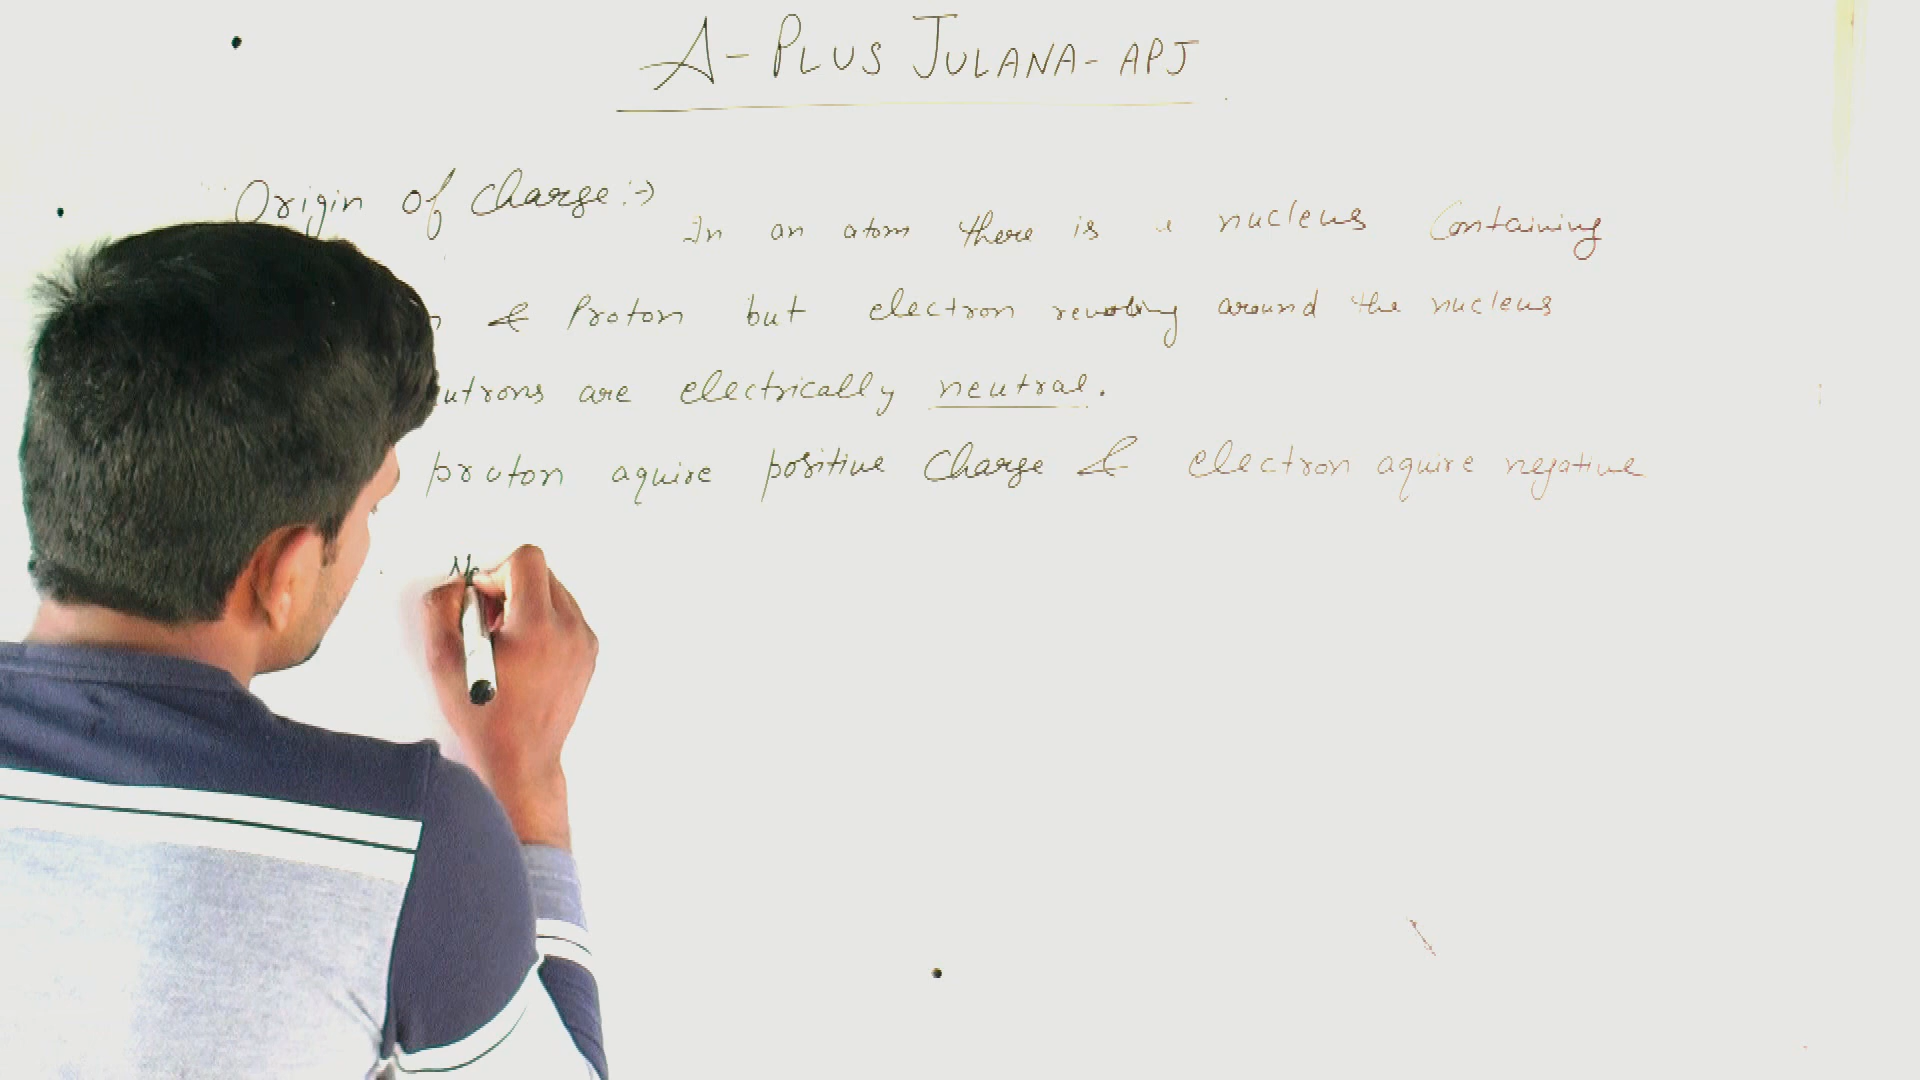 A-PLUS JULANA-APJ
Origin of Charge :->
In an atom there is a nucleus Containing
& Proton but electron revolving around the nucleus
utrons are electrically neutral.
proton aquire positive Charge & electron aquire negative